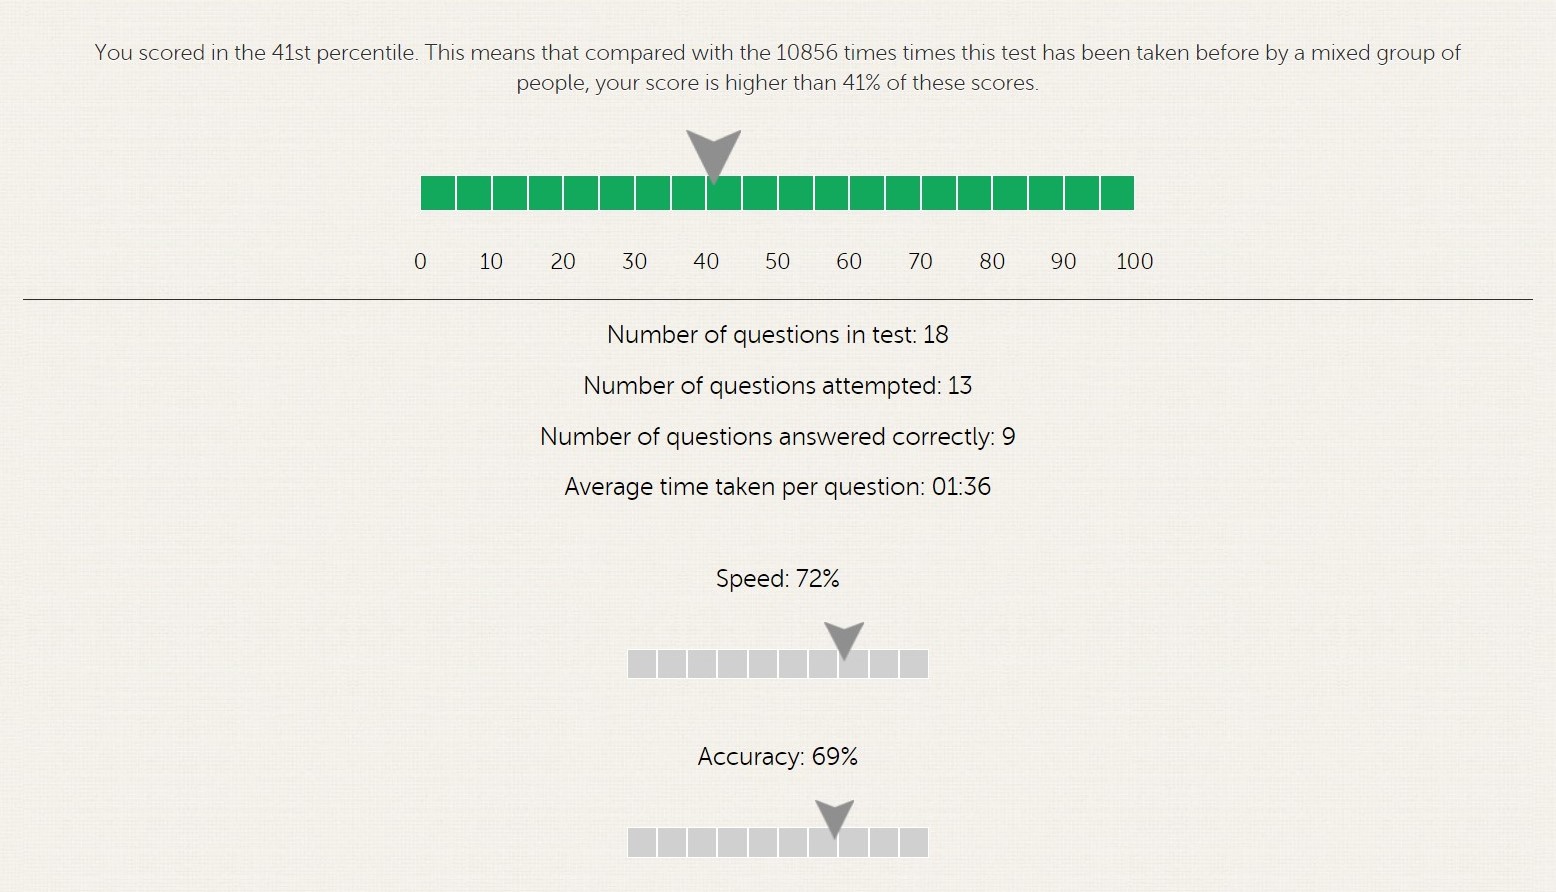 You scored in the 41st percentile. This means that compared with the 10856 times times this test has been taken before by a mixed group of
people, your score is higher than 41% of these scores.
0 10 20 30 40 50 60 70 80 90 100
Number of questions in test: 18
Number of questions attempted: 13
Number of questions answered correctly: 9
Average time taken per question: 01:36
Speed: 72%
Accuracy: 69%